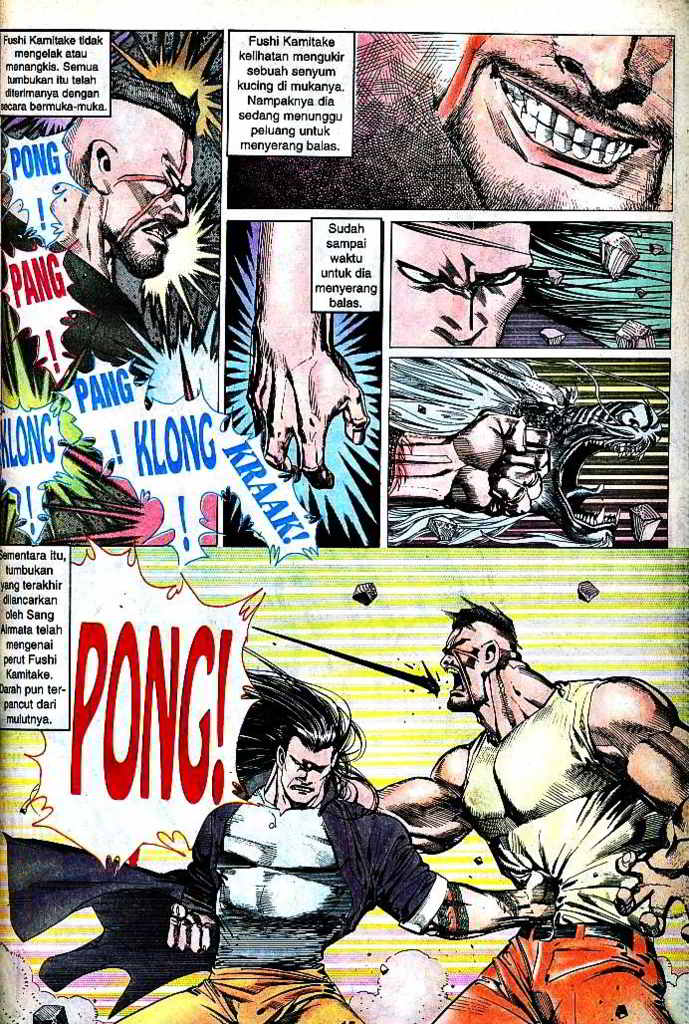 Fushi Kamitake tidak
mengelak atau
menangkis. Semua
tumbukan itu telah
diterimanya dengan
secara bermuka-muka.
Fushi Kamitake
kelihatan mengukir
sebuah senyum
kucing di mukanya.
Nampaknya dia
sedang menunggu
peluang untuk
menyerang balas.
PONG
!
PANG
!
PANG
!
KLONG
!
KLONG
!
KRAAK!
Sudah
sampai
waktu
untuk dia
menyerang
balas.
Sementara itu,
tumbukan
yang terakhir
dilancarkan
oleh Sang
Airmata telah
mengenai
perut Fushi
Kamitake.
Darah pun ter-
pancut dari
mulutnya.
PONG!